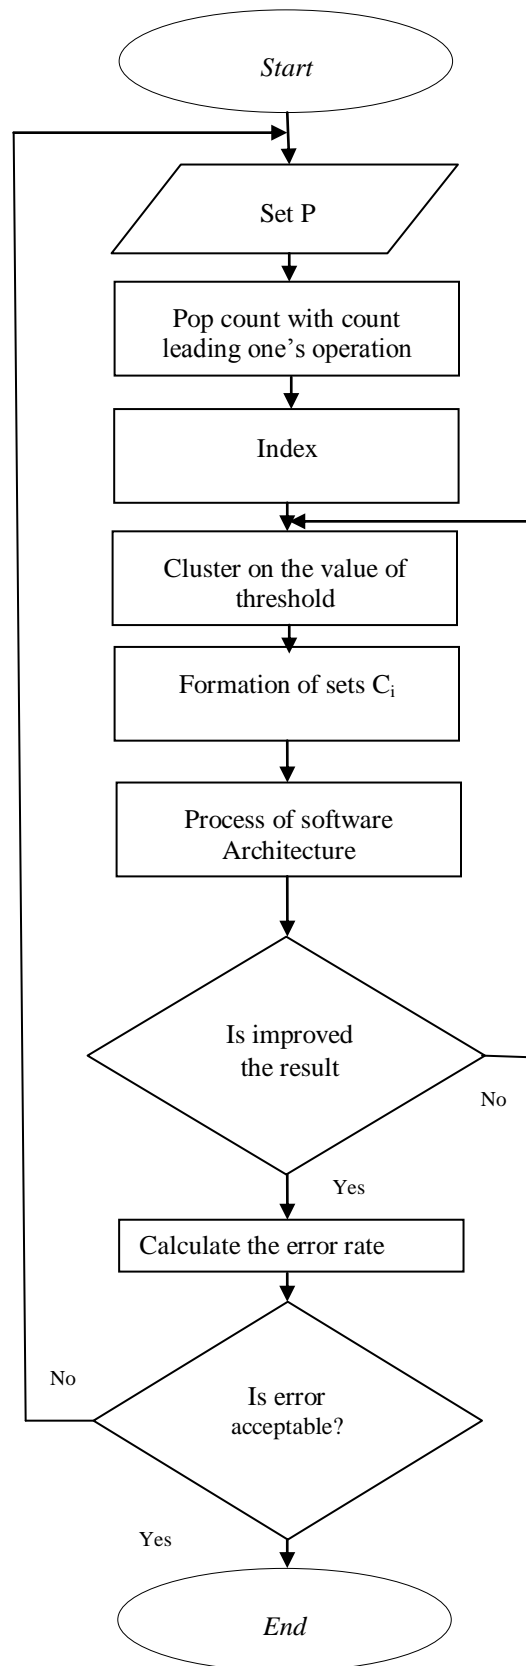 Start
Set P
Pop count with count
leading one’s operation
Index
Cluster on the value of
threshold
Formation of sets Ci
Process of software
Architecture
Is improved
the result
No
Yes
Calculate the error rate
No
Is error
acceptable?
Yes
End